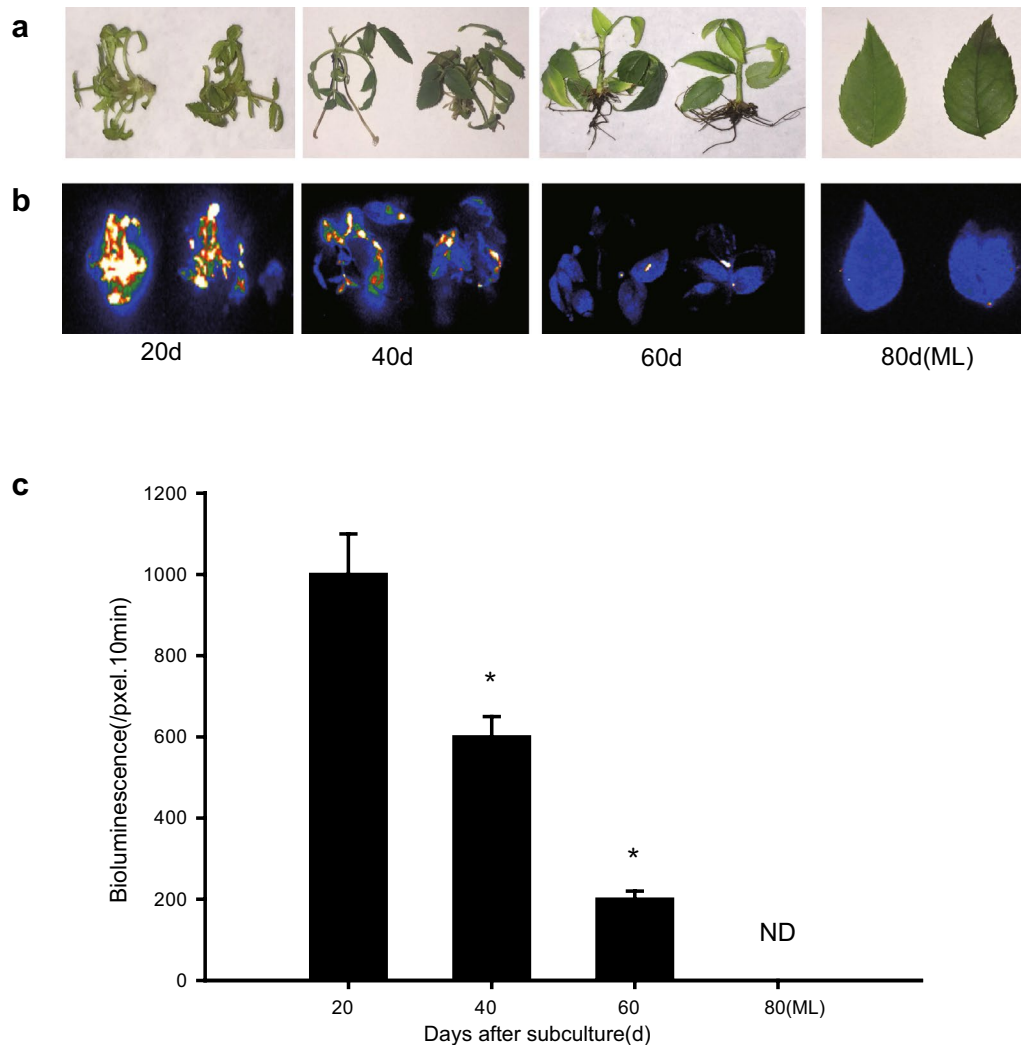 a
b
20d
40d
60d
80d(ML)
c
1200
1000
800
600
400
200
0
Bioluminescence(/pxel.10min)
*
*
ND
20
40
60
80(ML)
Days after subculture(d)